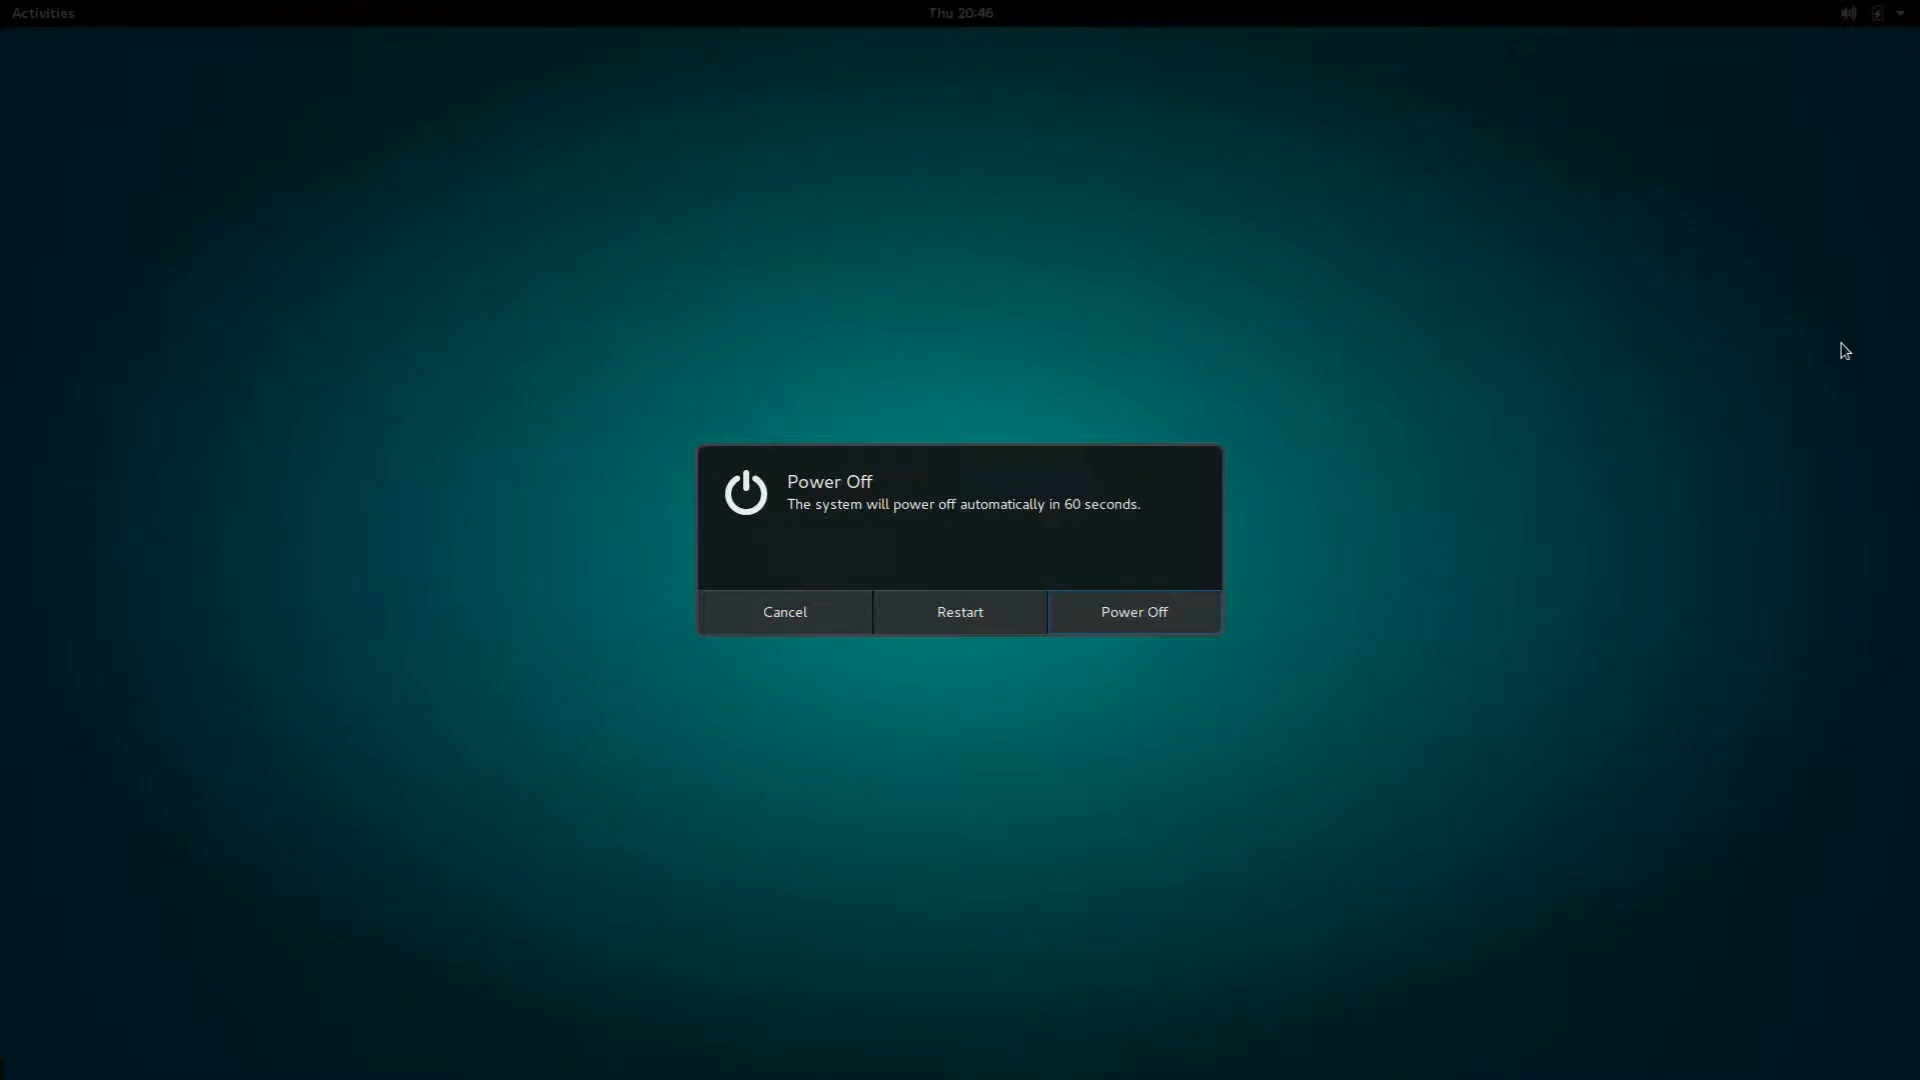 Activities
Thu 20:46
Power Off
The system will power off automatically in 60 seconds.
Cancel
Restart
Power Off